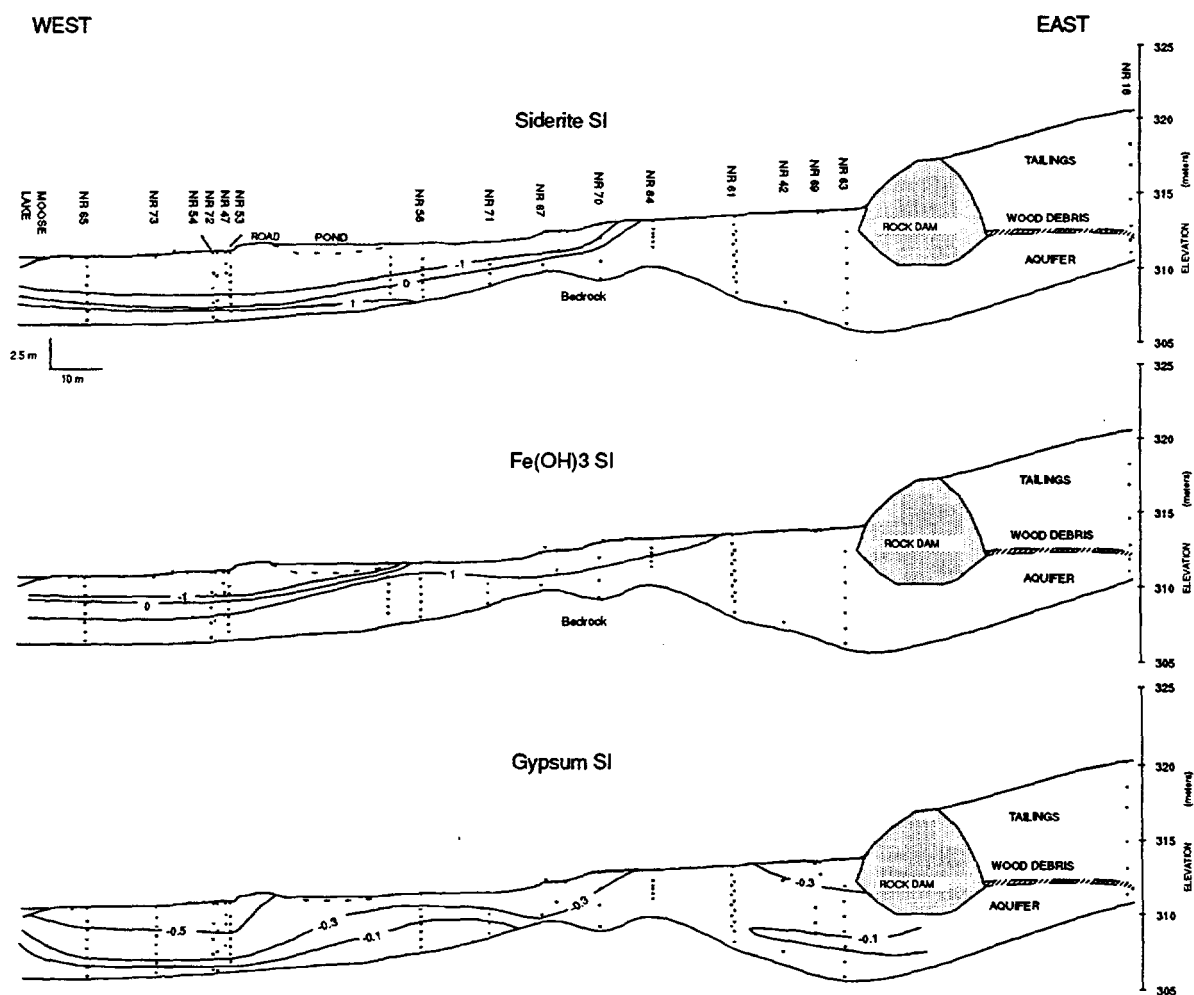 WEST
EAST
Siderite SI
325
320
315
310
305
ELEVATION (meters)
LAKE
MOOSE
NR 65
NR 73
NR 54
NR 72
NR 47
NR 53
ROAD
POND
NR 56
NR 71
NR 67
NR 70
NR 84
NR 61
NR 42
NR 69
NR 63
NR 16
TAILINGS
ROCK DAM
WOOD DEBRIS
AQUIFER
Bedrock
-1
0
1
2.5 m
10 m
Fe(OH)3 SI
325
320
315
310
305
ELEVATION (meters)
TAILINGS
ROCK DAM
WOOD DEBRIS
AQUIFER
Bedrock
-1
0
1
Gypsum SI
325
320
315
310
305
ELEVATION (meters)
TAILINGS
ROCK DAM
WOOD DEBRIS
AQUIFER
-0.5
-0.3
-0.1
-0.3
-0.3
-0.1